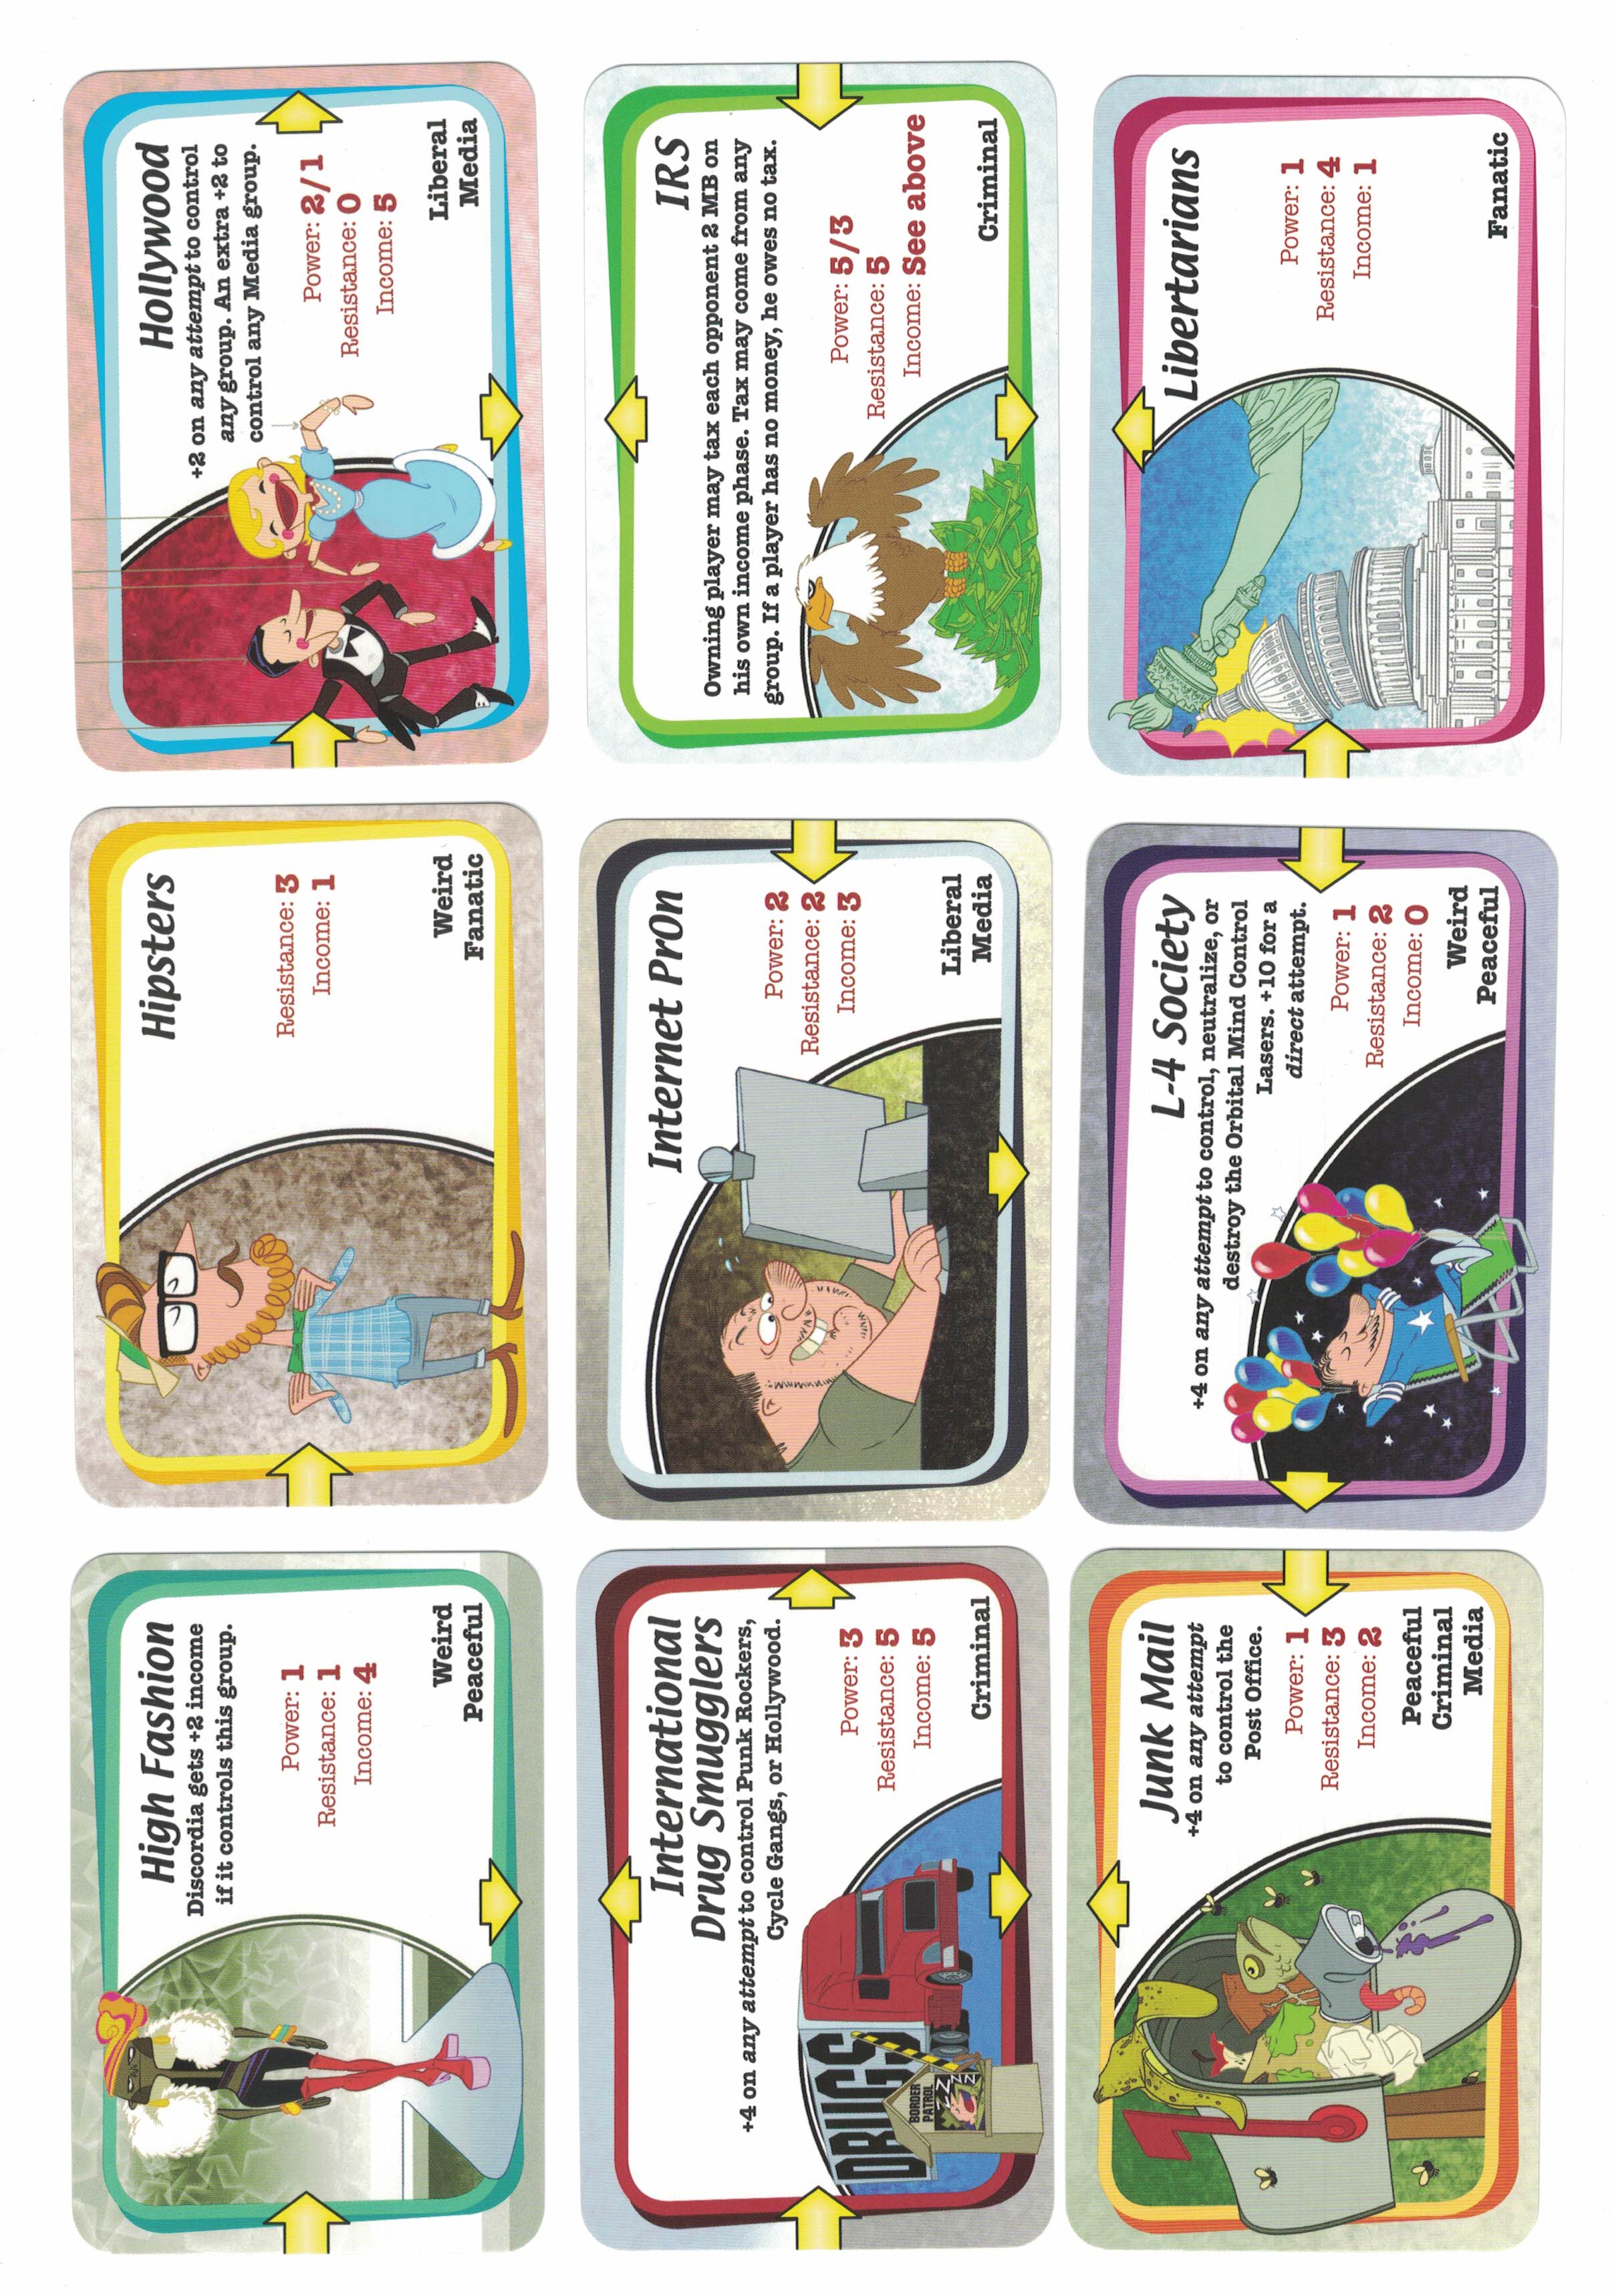 High Fashion
Discordia gets +2 income
if it controls this group.
Power: 1
Resistance: 1
Income: 4
Weird
Peaceful
Hipsters
Resistance: 3
Income: 1
Weird
Fanatic
Hollywood
+2 on any attempt to control
any group. An extra +2 to
control any Media group.
Power: 2/1
Resistance: 0
Income: 5
Liberal
Media
International
Drug Smugglers
+4 on any attempt to control Punk Rockers,
Cycle Gangs, or Hollywood.
DRUGS
BORDER
PATROL
Power: 3
Resistance: 5
Income: 5
Criminal
Internet Pr0n
Power: 2
Resistance: 2
Income: 3
Liberal
Media
IRS
Owning player may tax each opponent 2 MB on
his own income phase. Tax may come from any
group. If a player has no money, he owes no tax.
Power: 5/3
Resistance: 5
Income: See above
Criminal
Junk Mail
+4 on any attempt
to control the
Post Office.
Power: 1
Resistance: 3
Income: 2
Peaceful
Criminal
Media
L-4 Society
+4 on any attempt to control, neutralize, or
destroy the Orbital Mind Control
Lasers. +10 for a
direct attempt.
Power: 1
Resistance: 2
Income: 0
Weird
Peaceful
Libertarians
Power: 1
Resistance: 4
Income: 1
Fanatic